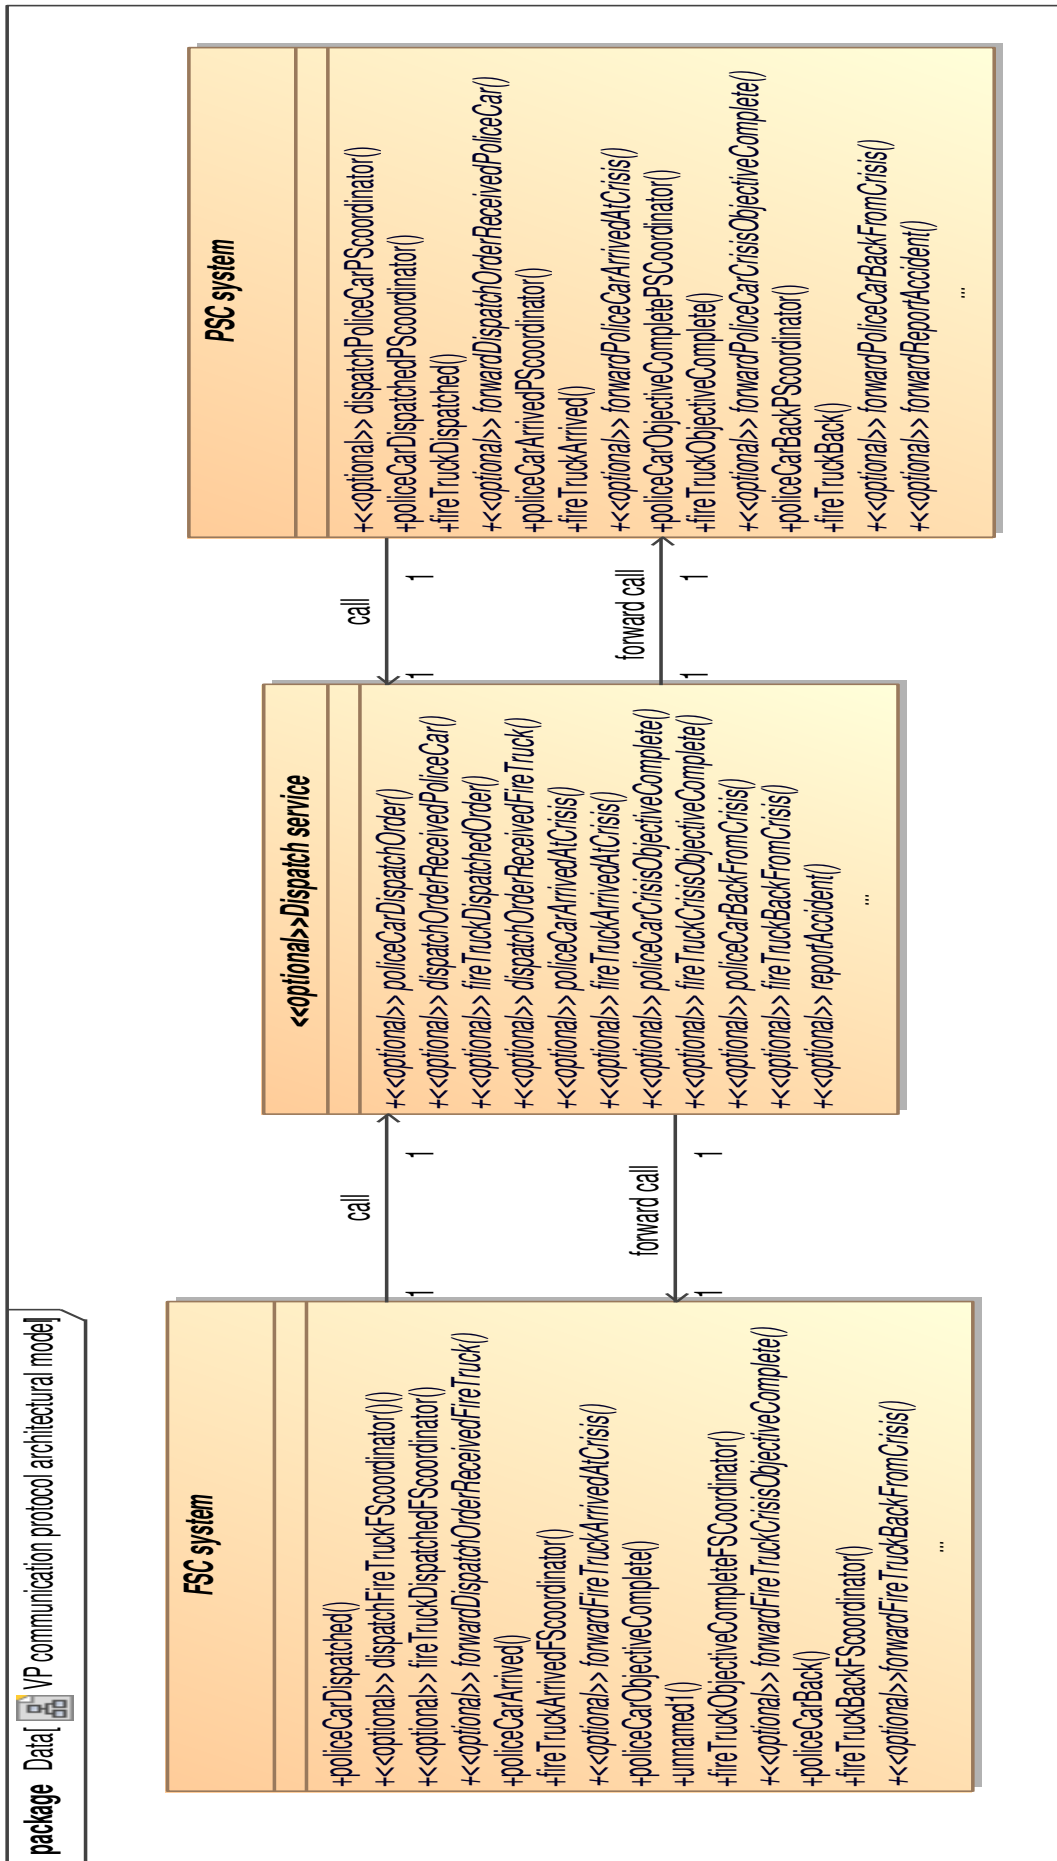 package Data[ VP communication protocol architectural model]
FSC system
+policeCarDispatched()
+<<optional>> dispatchFireTruckFScoordinator()()
+<<optional>> fireTruckDispatchedFScoordinator()
+<<optional>> forwardDispatchOrderReceivedFireTruck()
+policeCarArrived()
+fireTruckArrivedFScoordinator()
+<<optional>> forwardFireTruckArrivedAtCrisis()
+policeCarObjectiveComplete()
+unnamed1()
+fireTruckObjectiveCompleteFSCoordinator()
+<<optional>> forwardFireTruckCrisisObjectiveComplete()
+policeCarBack()
+fireTruckBackFScoordinator()
+<<optional>>forwardFireTruckBackFromCrisis()
...
call
1
1
forward call
1
1
<<optional>>Dispatch service
+<<optional>> policeCarDispatchOrder()
+<<optional>> dispatchOrderReceivedPoliceCar()
+<<optional>> fireTruckDispatchedOrder()
+<<optional>> dispatchOrderReceivedFireTruck()
+<<optional>> policeCarArrivedAtCrisis()
+<<optional>> fireTruckArrivedAtCrisis()
+<<optional>> policeCarCrisisObjectiveComplete()
+<<optional>> fireTruckCrisisObjectiveComplete()
+<<optional>> policeCarBackFromCrisis()
+<<optional>> fireTruckBackFromCrisis()
+<<optional>> reportAccident()
...
call
1
1
forward call
1
1
PSC system
+<<optional>> dispatchPoliceCarPScoordinator()
+policeCarDispatchedPScoordinator()
+fireTruckDispatched()
+<<optional>> forwardDispatchOrderReceivedPoliceCar()
+policeCarArrivedPScoordinator()
+fireTruckArrived()
+<<optional>> forwardPoliceCarArrivedAtCrisis()
+policeCarObjectiveCompletePSCoordinator()
+fireTruckObjectiveComplete()
+<<optional>> forwardPoliceCarCrisisObjectiveComplete()
+policeCarBackPScoordinator()
+fireTruckBack()
+<<optional>> forwardPoliceCarBackFromCrisis()
+<<optional>> forwardReportAccident()
...